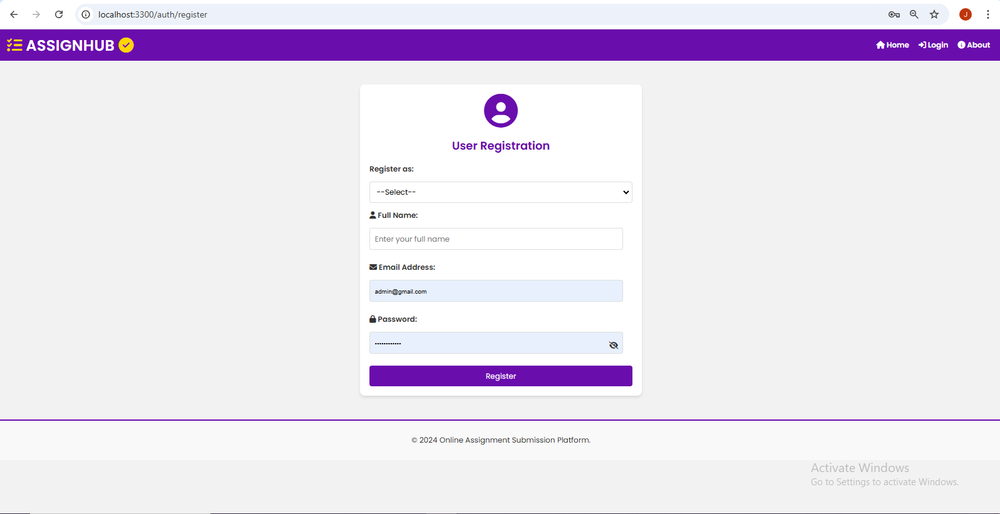 localhost:3300/auth/register
J
ASSIGNHUB
Home Login About
User Registration
Register as:
--Select--
Full Name:
Enter your full name
Email Address:
admin@gmail.com
Password:
••••••••••••
Register
© 2024 Online Assignment Submission Platform.
Activate Windows
Go to Settings to activate Windows.